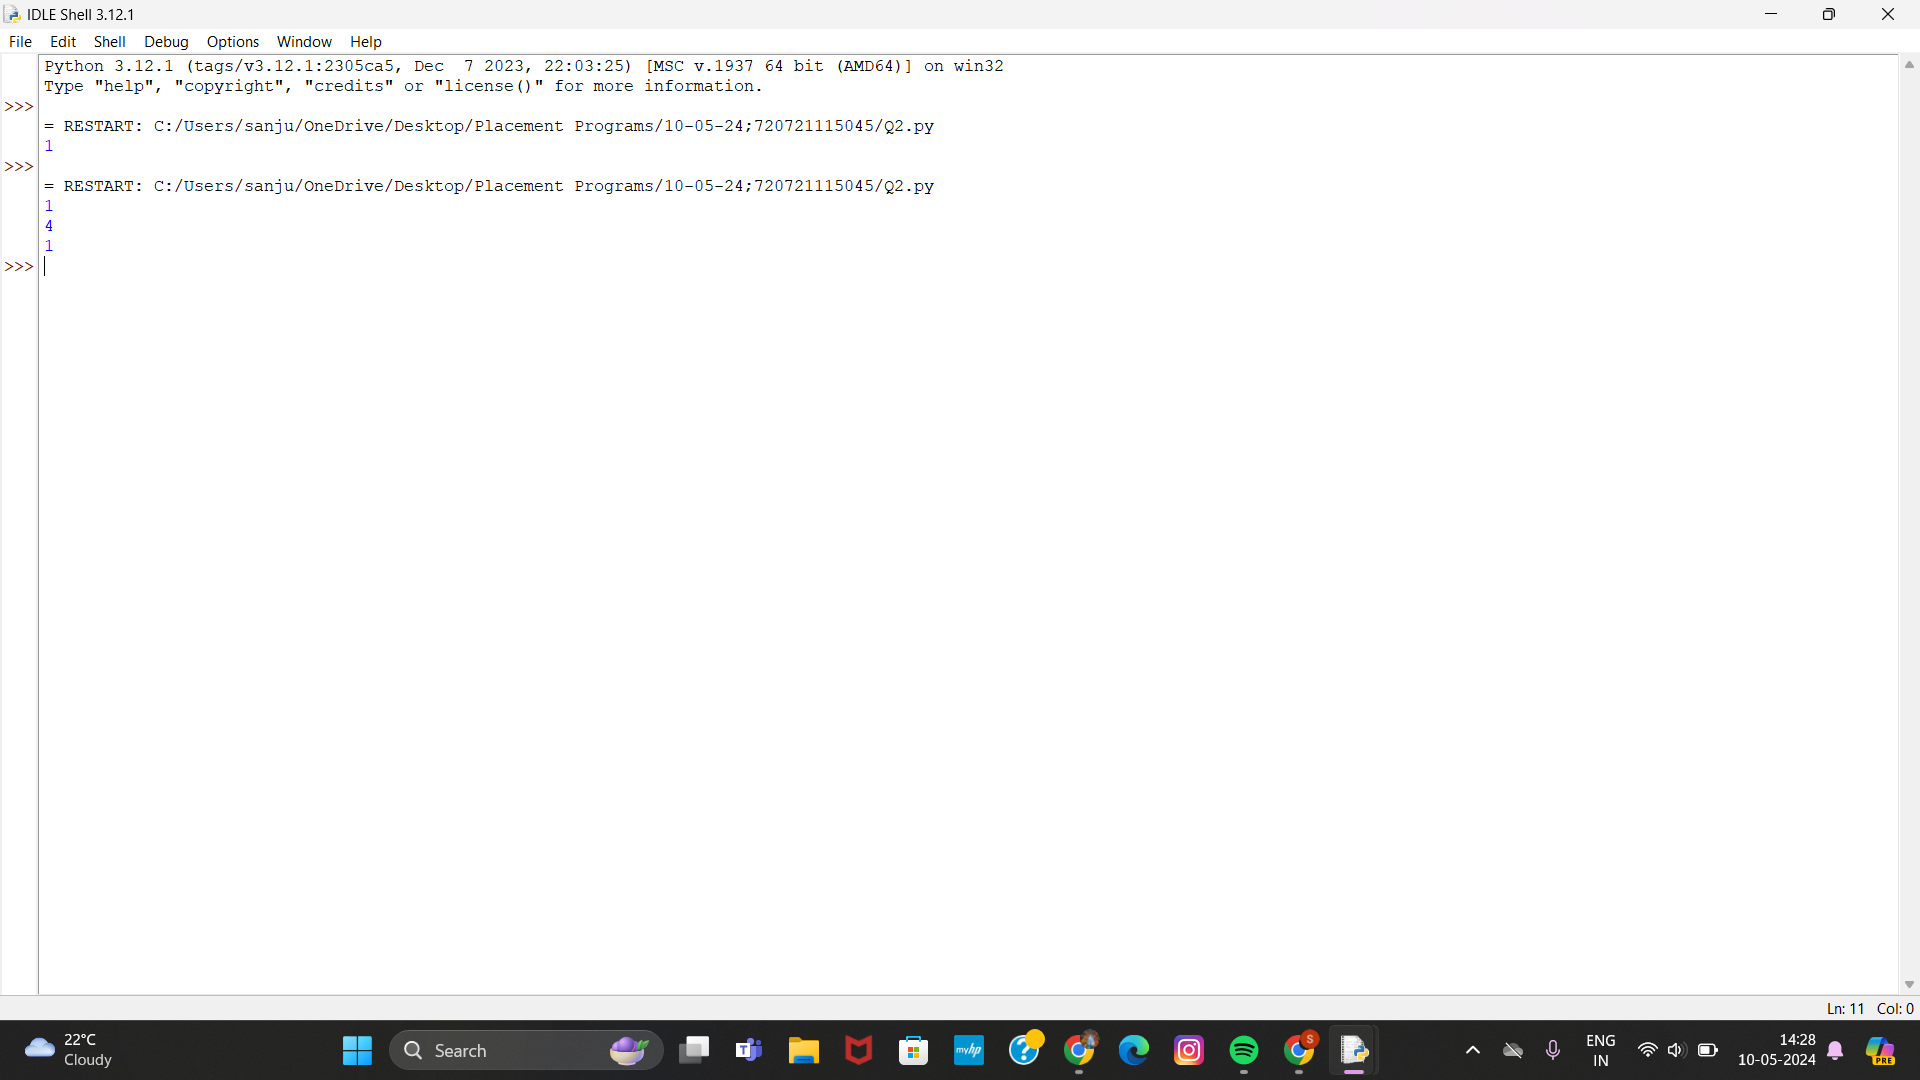 IDLE Shell 3.12.1
File Edit Shell Debug Options Window Help
Python 3.12.1 (tags/v3.12.1:2305ca5, Dec  7 2023, 22:03:25) [MSC v.1937 64 bit (AMD64)] on win32
Type "help", "copyright", "credits" or "license()" for more information.
>>>
= RESTART: C:/Users/sanju/OneDrive/Desktop/Placement Programs/10-05-24;720721115045/Q2.py
1
>>>
= RESTART: C:/Users/sanju/OneDrive/Desktop/Placement Programs/10-05-24;720721115045/Q2.py
1
4
1
>>>
Ln: 11 Col: 0
22°C
Cloudy
Search
myhp
S
ENG
IN
14:28
10-05-2024
PRE